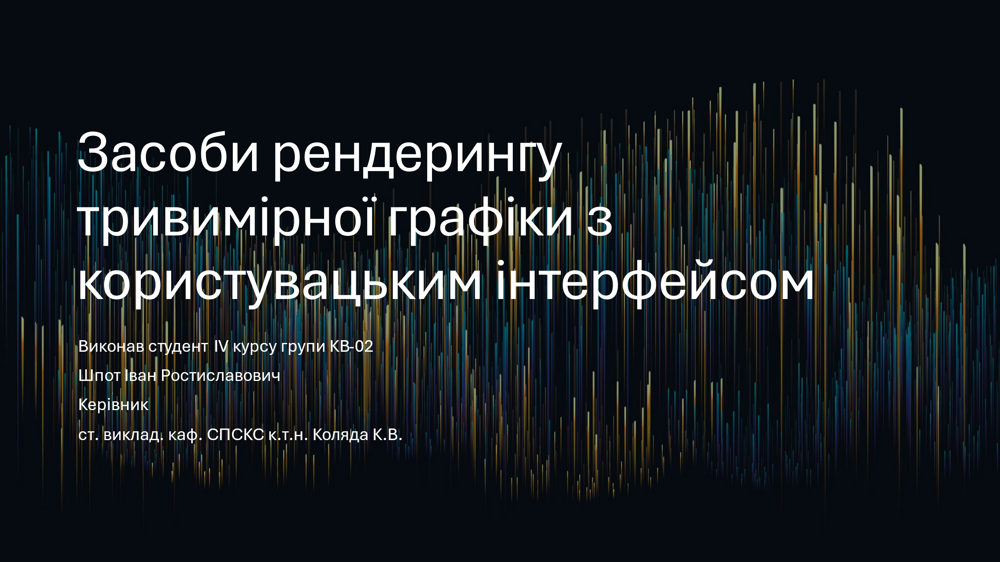 Засоби рендерингу
тривимірної графіки з
користувацьким інтерфейсом
Виконав студент IV курсу групи КВ-02
Шпот Іван Ростиславович
Керівник
ст. виклад. каф. СПСКС к.т.н. Коляда К.В.